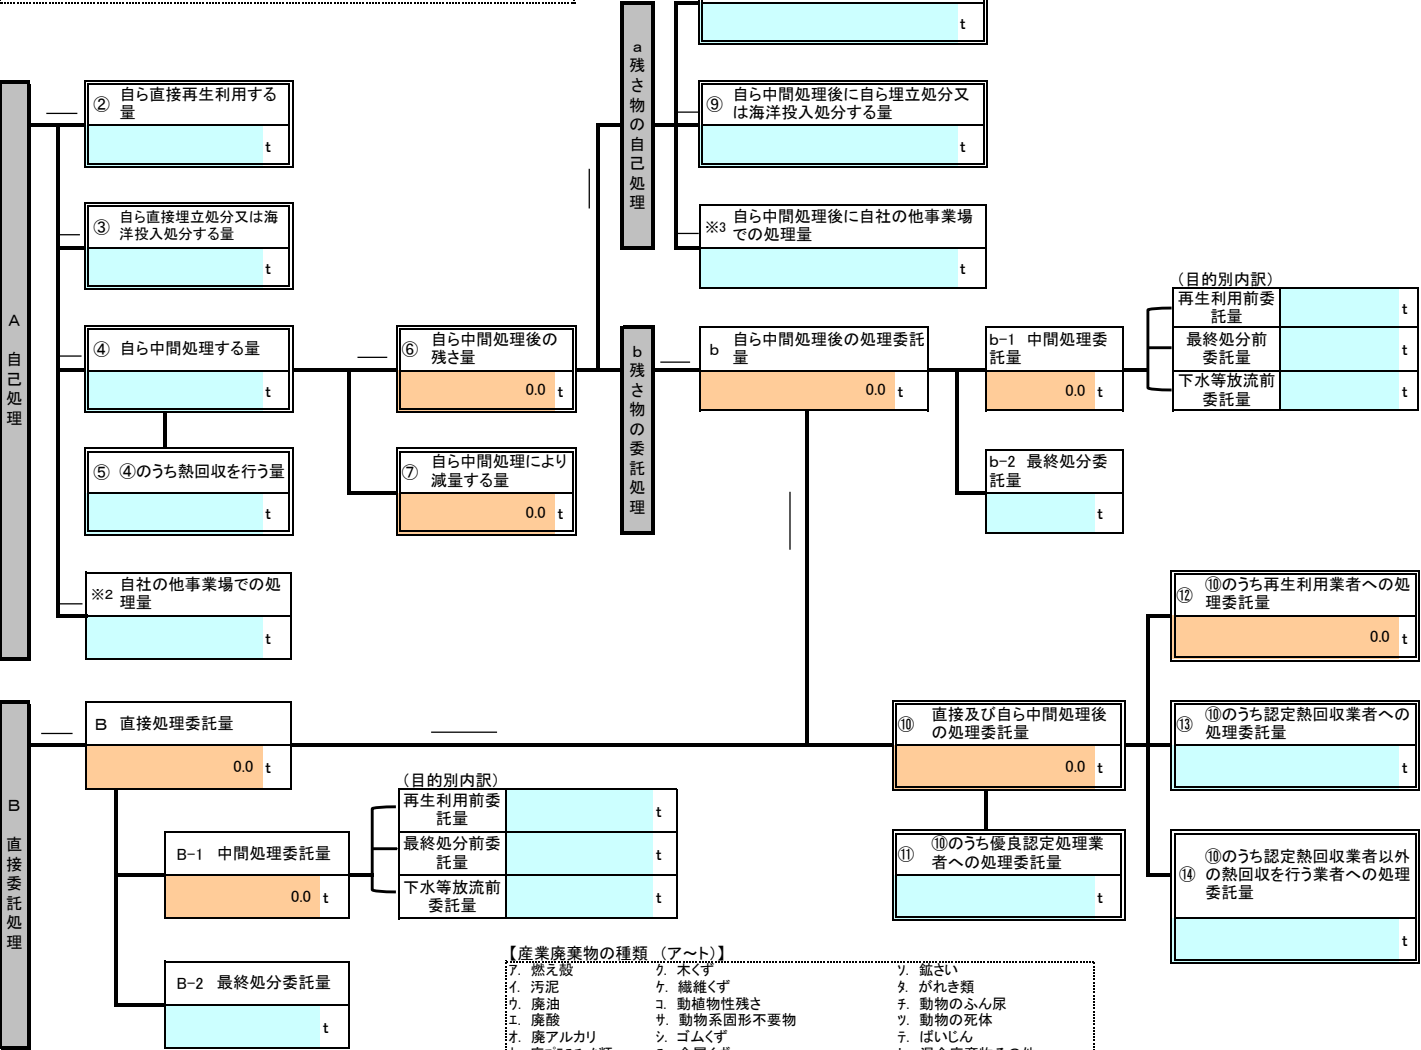 t
a 残さ物の自己処理
② 自ら直接再生利用する
量
t
⑨ 自ら中間処理後に自ら埋立処分又
は海洋投入処分する量
t
③ 自ら直接埋立処分又は海
洋投入処分する量
t
※3 自ら中間処理後に自社の他事業場
での処理量
t
A 自己処理
④ 自ら中間処理する量
t
⑥ 自ら中間処理後の
残さ量
0.0 t
b 残さ物の委託処理
b 自ら中間処理後の処理委託
量
0.0 t
b-1 中間処理委
託量
0.0 t
(目的別内訳)
再生利用前委
託量
t
最終処分前
委託量
t
下水等放流前
委託量
t
⑤ ④のうち熱回収を行う量
t
⑦ 自ら中間処理により
減量する量
0.0 t
b-2 最終処分委
託量
t
※2 自社の他事業場での処
理量
t
⑫ ⑩のうち再生利用業者への処
理委託量
0.0 t
B 直接委託処理
B 直接処理委託量
0.0 t
⑩ 直接及び自ら中間処理後
の処理委託量
0.0 t
⑬ ⑩のうち認定熱回収業者への
処理委託量
t
(目的別内訳)
再生利用前委
託量
t
最終処分前委
託量
t
下水等放流前
委託量
t
B-1 中間処理委託量
0.0 t
⑪ ⑩のうち優良認定処理業
者への処理委託量
t
⑭ ⑩のうち認定熱回収業者以外
の熱回収を行う業者への処理
委託量
t
B-2 最終処分委託量
t
【産業廃棄物の種類 (ア～ト)】
ア. 燃え殻 ク. 木くず ソ. 鉱さい
イ. 汚泥 ケ. 繊維くず タ. がれき類
ウ. 廃油 コ. 動植物性残さ チ. 動物のふん尿
エ. 廃酸 サ. 動物系固形不要物 ツ. 動物の死体
オ. 廃アルカリ シ. ゴムくず テ. ばいじん